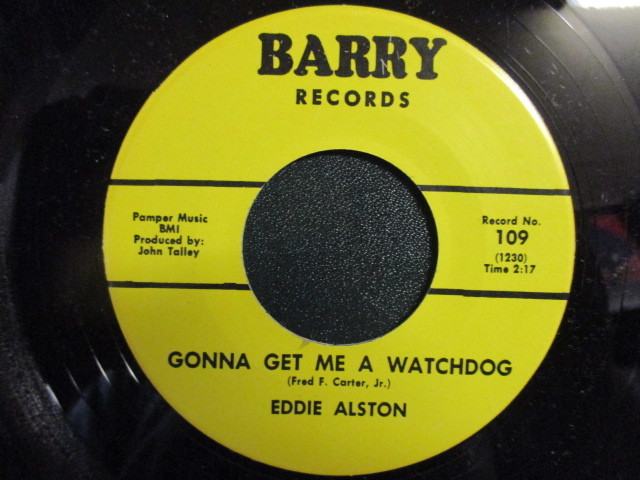 BARRY
RECORDS
Pamper Music
BMI
Produced by:
John Talley
Record No.
109
(1230)
Time 2:17
GONNA GET ME A WATCHDOG
(Fred F. Carter, Jr.)
EDDIE ALSTON